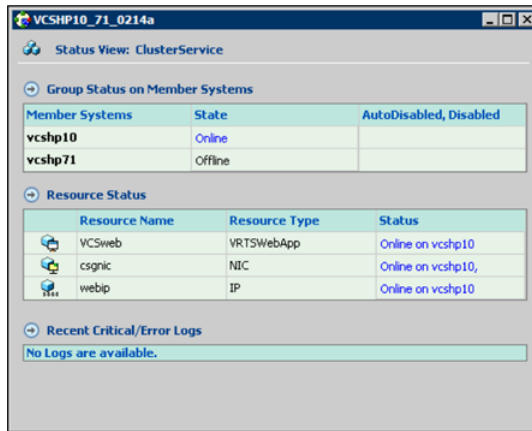 VCSHP10_71_0214a
Status View: ClusterService
Group Status on Member Systems
Member Systems State AutoDisabled, Disabled
vcshp10 Online
vcshp71 Offline
Resource Status
Resource Name Resource Type Status
VCSweb VRTSWebApp Online on vcshp10
csgnic NIC Online on vcshp10,
webip IP Online on vcshp10
Recent Critical/Error Logs
No Logs are available.